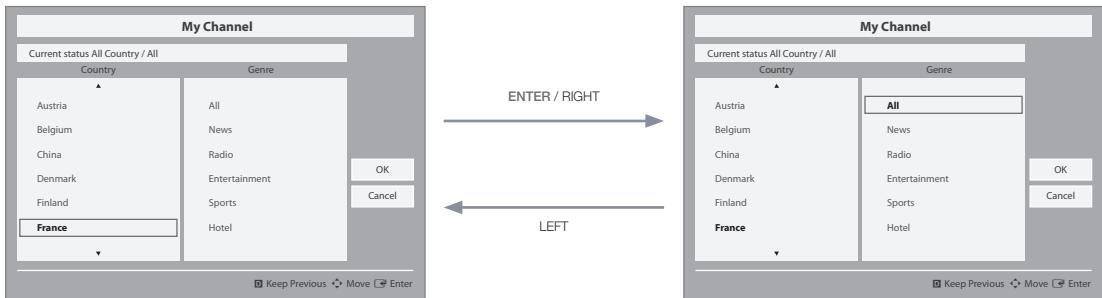 My Channel
Current status All Country / All
Country
Genre
▲
Austria
Belgium
China
Denmark
Finland
France
▼
All
News
Radio
Entertainment
Sports
Hotel
OK
Cancel
D Keep Previous Move Enter
ENTER / RIGHT
LEFT
My Channel
Current status All Country / All
Country
Genre
▲
Austria
Belgium
China
Denmark
Finland
France
▼
All
News
Radio
Entertainment
Sports
Hotel
OK
Cancel
D Keep Previous Move Enter